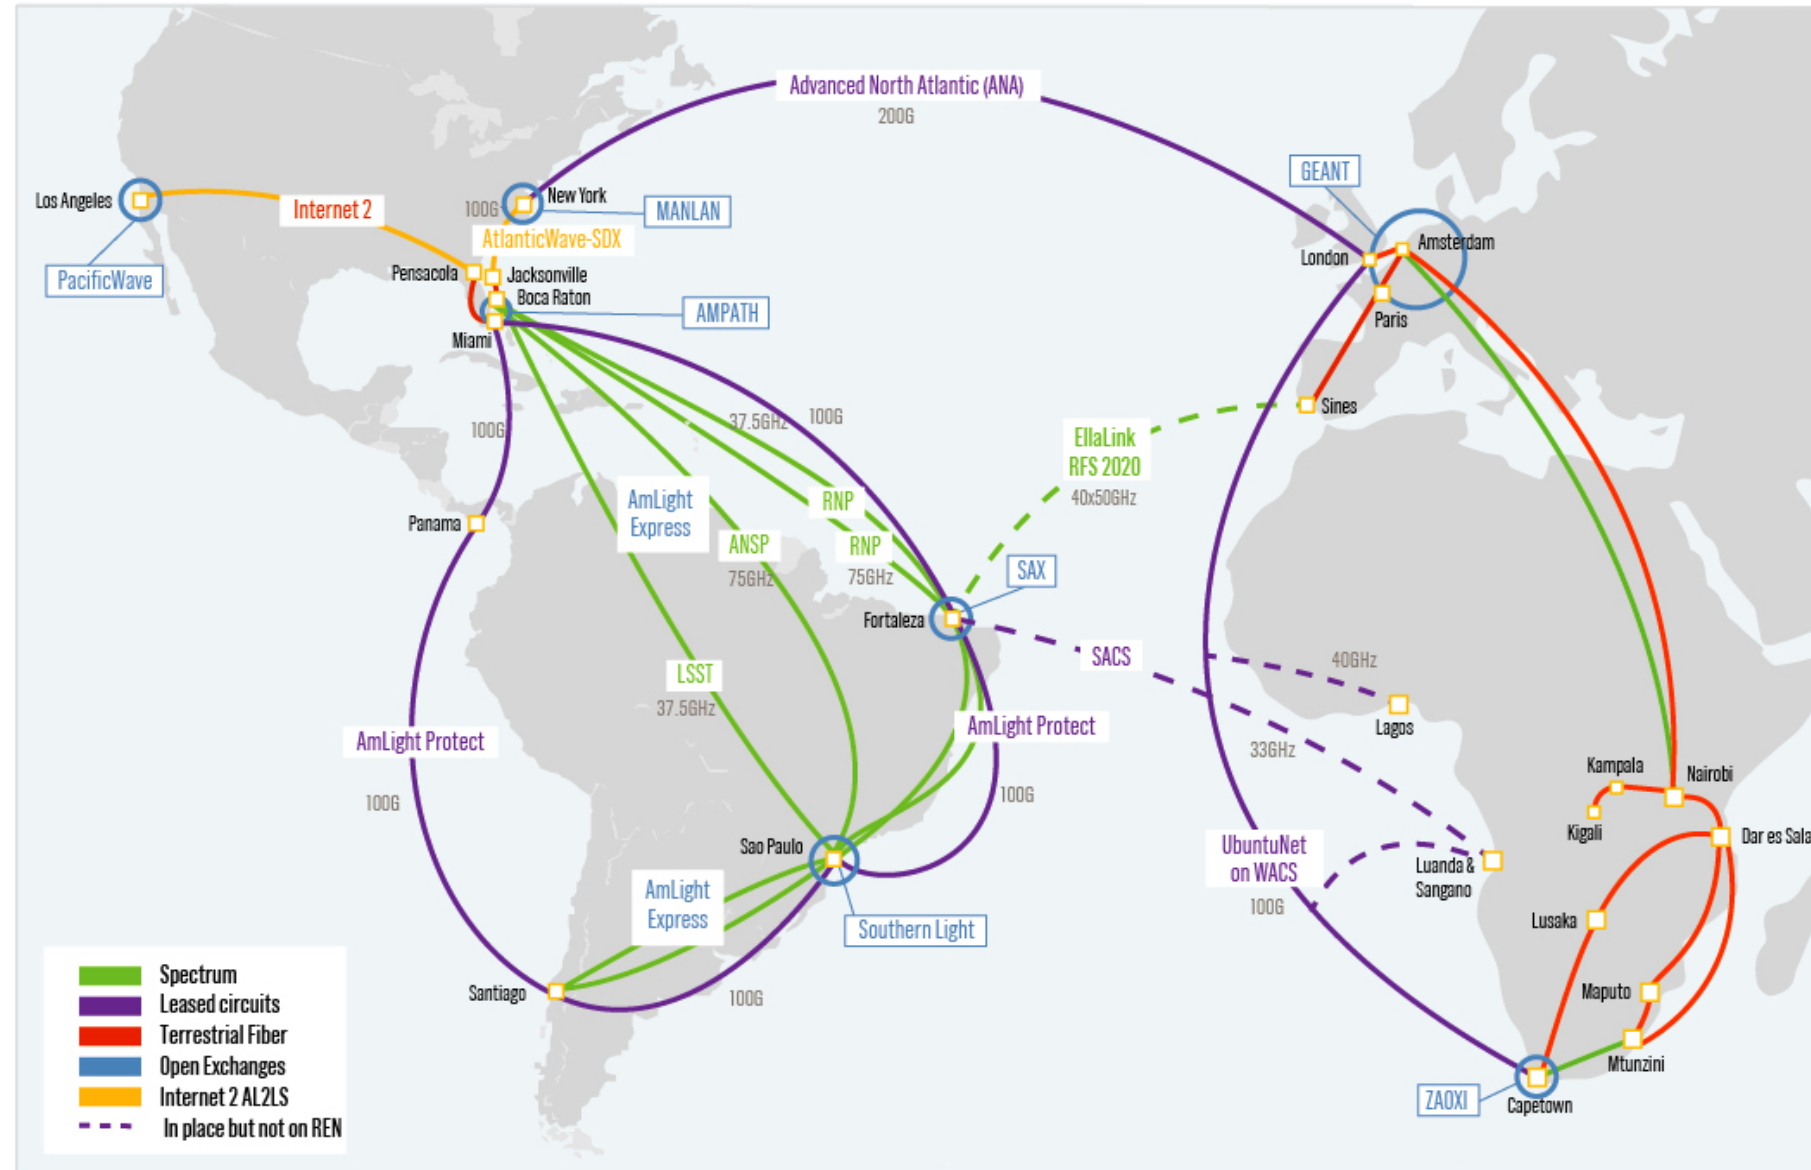 Advanced North Atlantic (ANA)
200G
GEANT
Los Angeles
Internet 2
100G
New York
MANLAN
AtlanticWave-SDX
London
Amsterdam
PacificWave
Pensacola
Jacksonville
Boca Raton
AMPATH
Miami
Paris
Sines
100G
37.5GHz
100G
EllaLink
RFS 2020
40x50GHz
AmLight
Express
RNP
Panama
ANSP
75GHz
RNP
75GHz
SAX
Fortaleza
SACS
40GHz
LSST
37.5GHz
Lagos
AmLight Protect
AmLight Protect
33GHz
100G
100G
Kampala
Nairobi
Kigali
Dar es Sala
Sao Paulo
UbuntuNet
on WACS
100G
Luanda &
Sangano
AmLight
Express
Southern Light
Lusaka
Santiago
100G
Maputo
Mtunzini
ZAOXI
Capetown
Spectrum
Leased circuits
Terrestrial Fiber
Open Exchanges
Internet 2 AL2LS
In place but not on REN